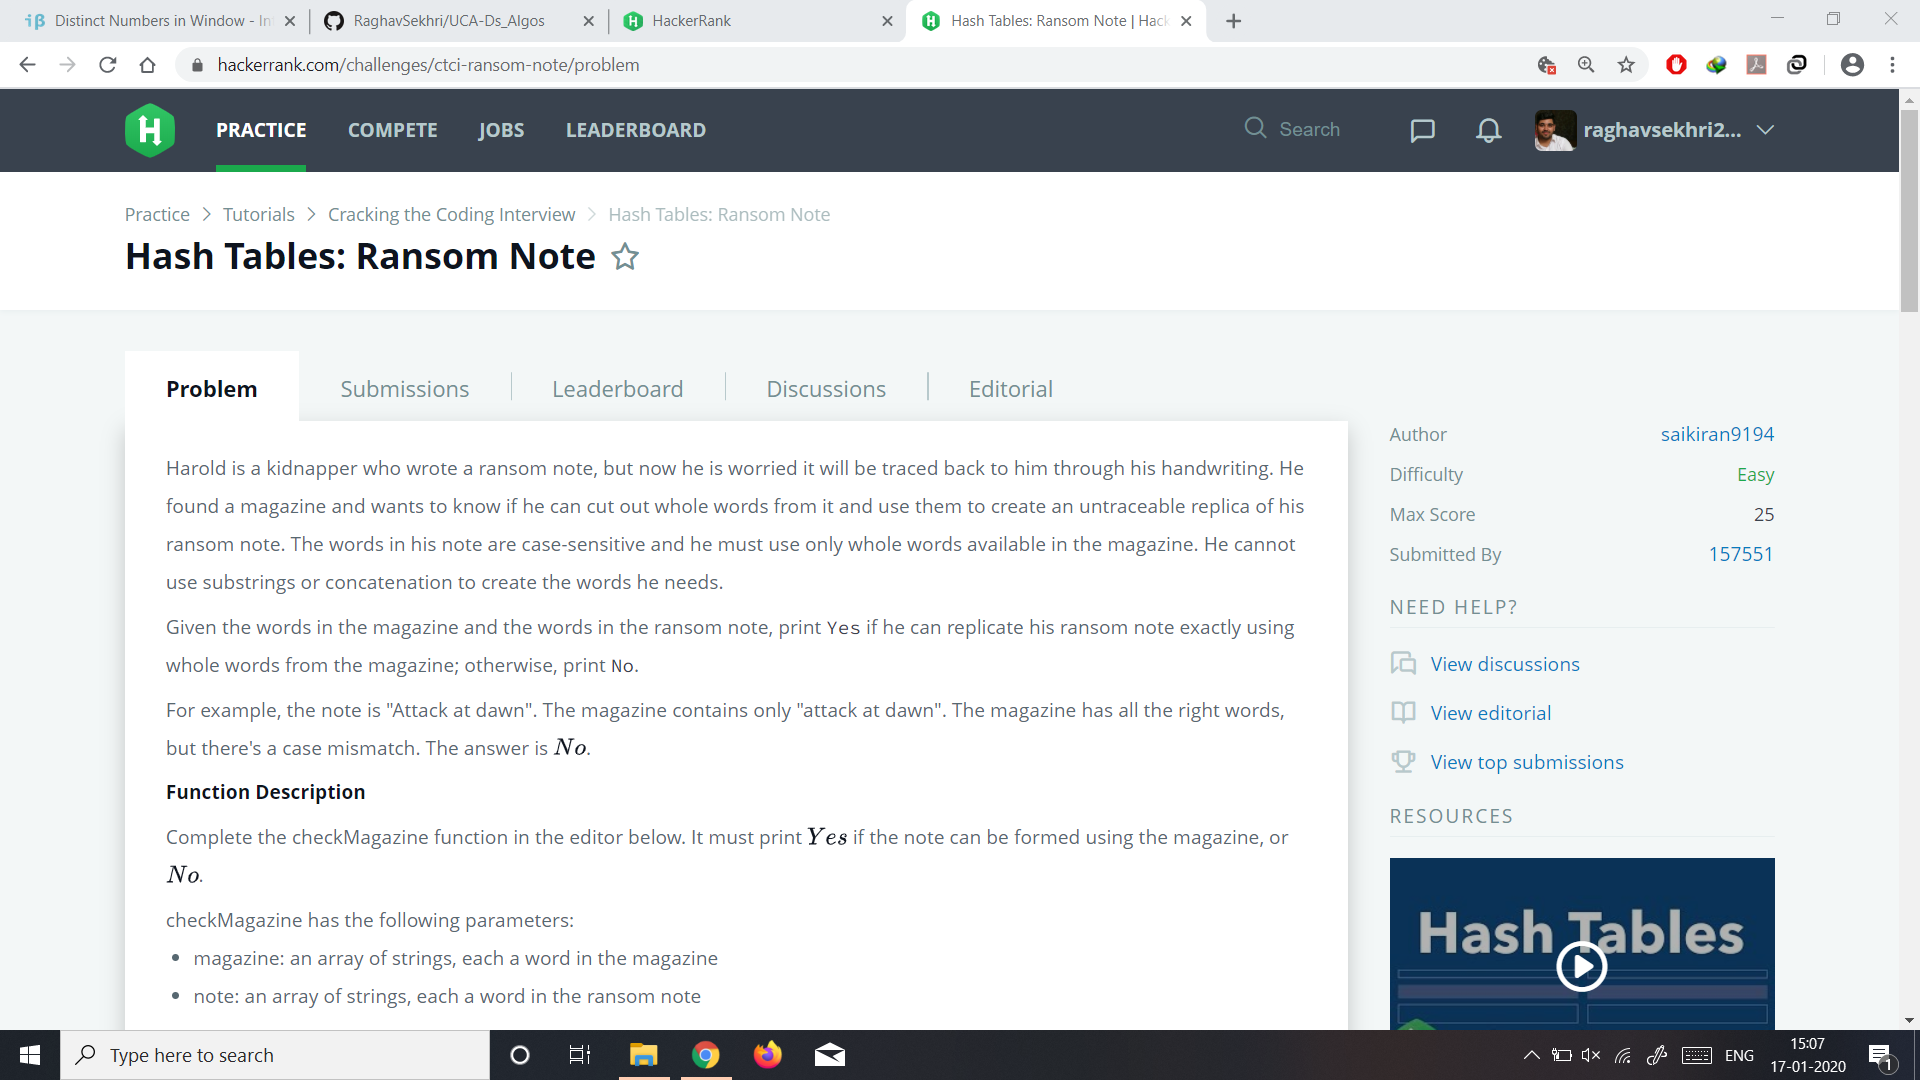 Distinct Numbers in Window - In
RaghavSekhri/UCA-Ds_Algos
HackerRank
Hash Tables: Ransom Note | Hack
hackerrank.com/challenges/ctci-ransom-note/problem
PRACTICE
COMPETE
JOBS
LEADERBOARD
Search
raghavsekhri2...
Practice > Tutorials > Cracking the Coding Interview > Hash Tables: Ransom Note
Hash Tables: Ransom Note
Problem
Submissions
Leaderboard
Discussions
Editorial
Harold is a kidnapper who wrote a ransom note, but now he is worried it will be traced back to him through his handwriting. He
found a magazine and wants to know if he can cut out whole words from it and use them to create an untraceable replica of his
ransom note. The words in his note are case-sensitive and he must use only whole words available in the magazine. He cannot
use substrings or concatenation to create the words he needs.
Given the words in the magazine and the words in the ransom note, print Yes if he can replicate his ransom note exactly using
whole words from the magazine; otherwise, print No.
For example, the note is "Attack at dawn". The magazine contains only "attack at dawn". The magazine has all the right words,
but there's a case mismatch. The answer is No.
Function Description
Complete the checkMagazine function in the editor below. It must print Yes if the note can be formed using the magazine, or
No.
checkMagazine has the following parameters:
• magazine: an array of strings, each a word in the magazine
• note: an array of strings, each a word in the ransom note
Author
saikiran9194
Difficulty
Easy
Max Score
25
Submitted By
157551
NEED HELP?
View discussions
View editorial
View top submissions
RESOURCES
Hash Tables
Type here to search
ENG
15:07
17-01-2020
1